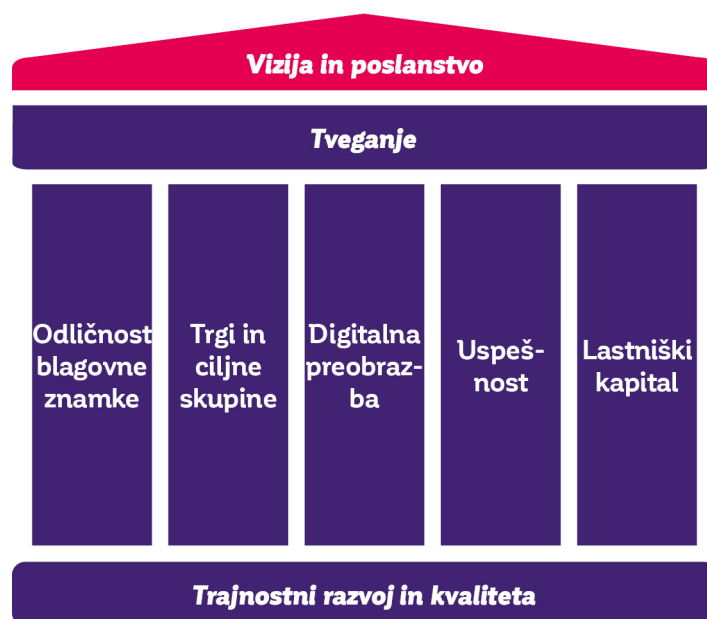 Vizija in poslanstvo
Tveganje
Odličnost
blagovne
znamke
Trgi in
ciljne
skupine
Digitalna
preobraz-
ba
Uspeš-
nost
Lastniški
kapital
Trajnostni razvoj in kvaliteta